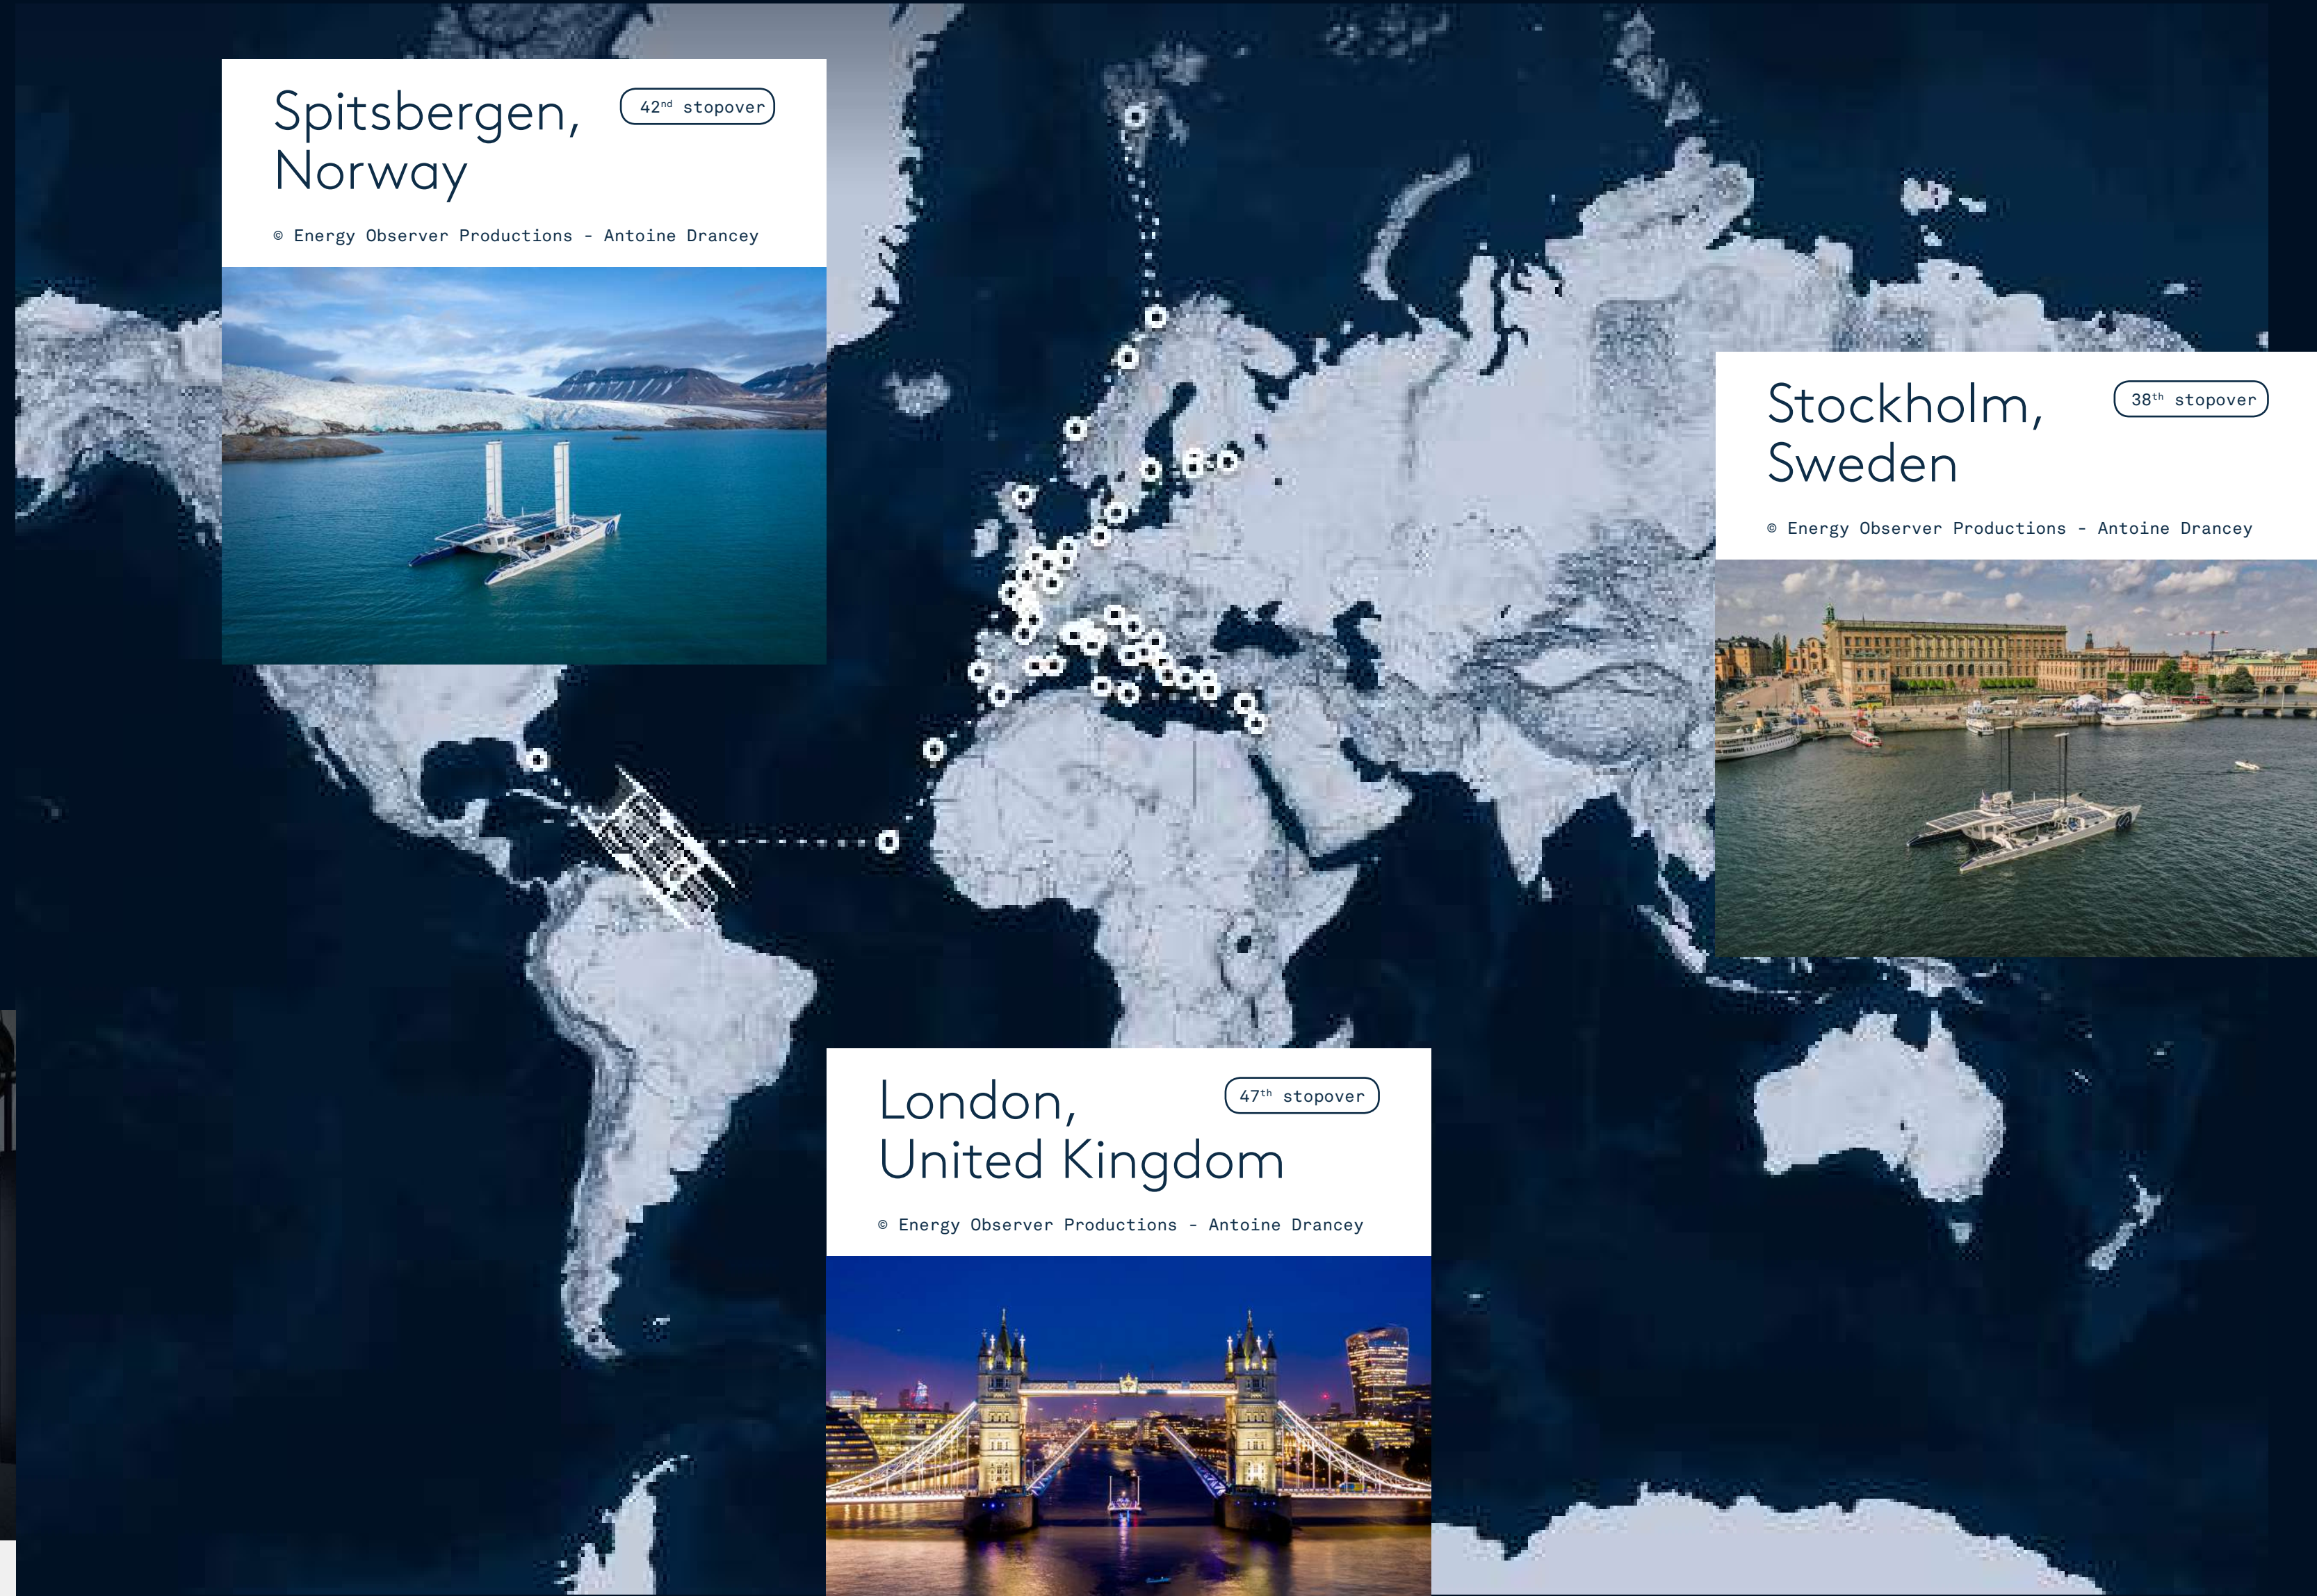 Spitsbergen,
Norway
42nd stopover
© Energy Observer Productions - Antoine Drancey
Stockholm,
Sweden
38th stopover
© Energy Observer Productions - Antoine Drancey
London,
United Kingdom
47th stopover
© Energy Observer Productions - Antoine Drancey